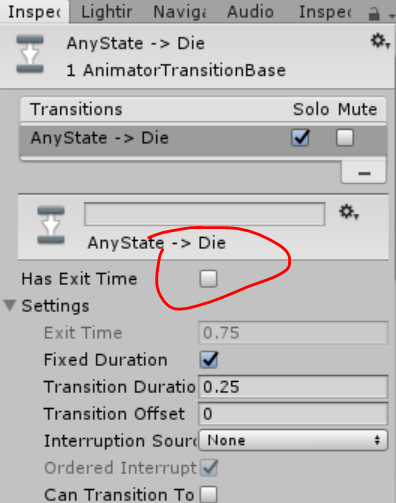 Inspec Lightin Naviga Audio Inspec
AnyState -> Die
1 AnimatorTransitionBase
Transitions Solo Mute
AnyState -> Die
AnyState -> Die
Has Exit Time
Settings
Exit Time 0.75
Fixed Duration
Transition Duratio 0.25
Transition Offset 0
Interruption Sourc None
Ordered Interrupt
Can Transition To